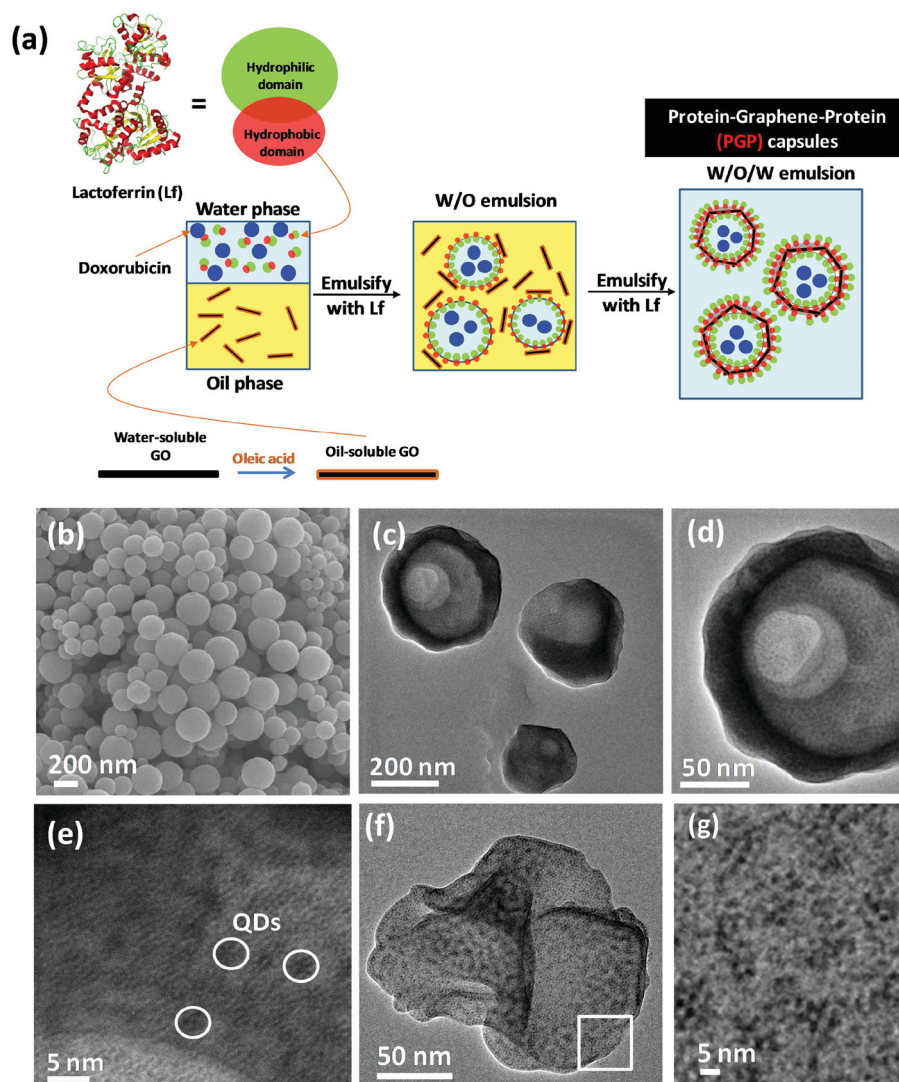 (a)
Hydrophilic
domain
=
Hydrophobic
domain
Lactoferrin (Lf)
Protein-Graphene-Protein
(PGP) capsules
W/O/W emulsion
Water phase
W/O emulsion
Doxorubicin
Emulsify
with Lf
Emulsify
with Lf
Oil phase
Water-soluble
GO
Oleic acid
Oil-soluble GO
(b)
200 nm
(c)
200 nm
(d)
50 nm
(e)
QDs
5 nm
(f)
50 nm
(g)
5 nm